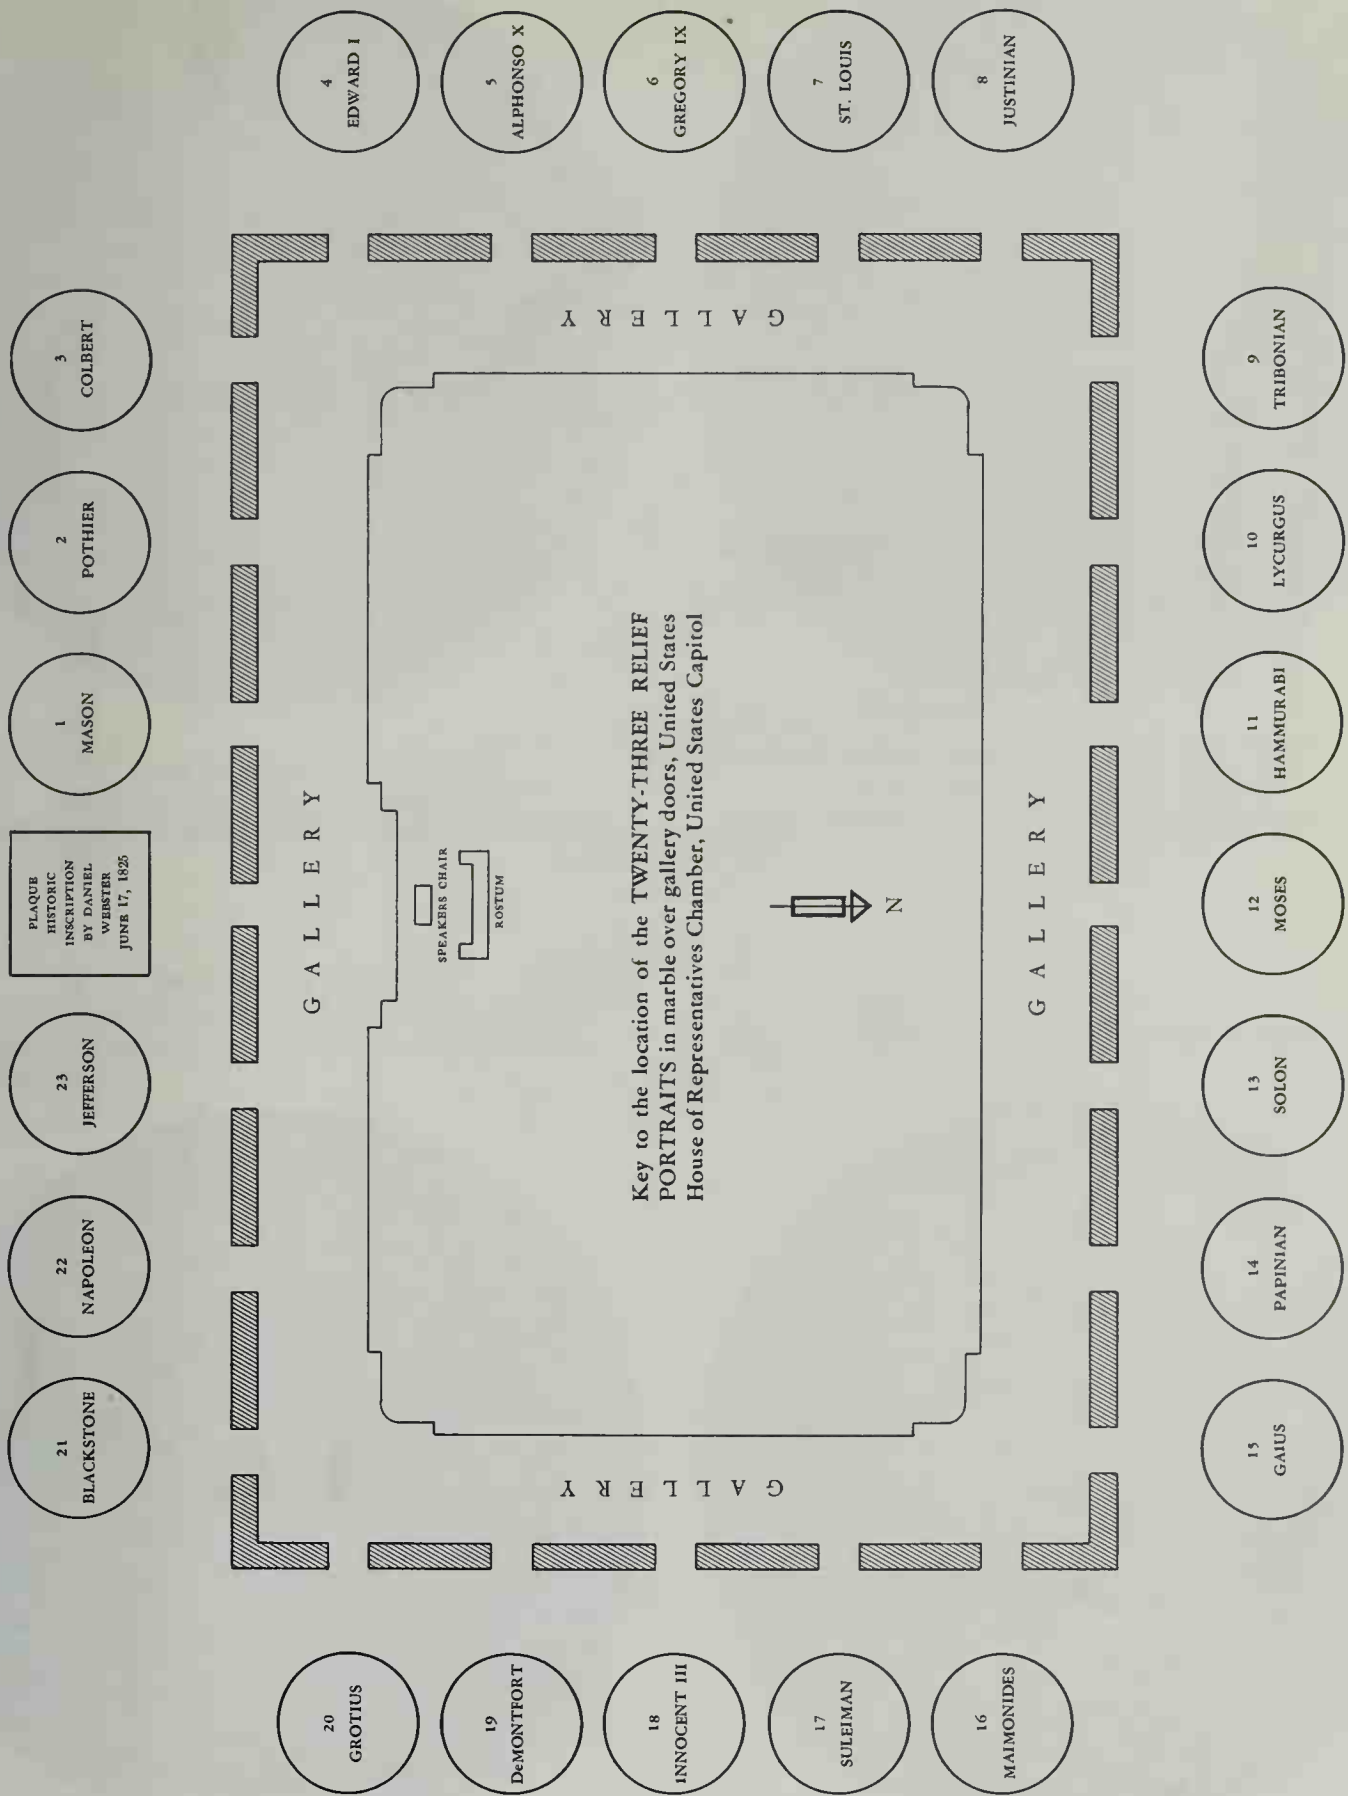 21
BLACKSTONE
22
NAPOLEON
23
JEFFERSON
PLAQUE
HISTORIC
INSCRIPTION
BY DANIEL
WEBSTER
JUNE 17, 1825
1
MASON
2
POTHIER
3
COLBERT
20
GROTIUS
19
DeMONTFORT
18
INNOCENT III
17
SULEIMAN
16
MAIMONIDES
GALLERY
GALLERY
SPEAKERS CHAIR
ROSTUM
Key to the location of the TWENTY-THREE RELIEF
PORTRAITS in marble over gallery doors, United States
House of Representatives Chamber, United States Capitol
N
GALLERY
GALLERY
4
EDWARD I
5
ALPHONSO X
6
GREGORY IX
7
ST. LOUIS
8
JUSTINIAN
15
GAIUS
14
PAPINIAN
13
SOLON
12
MOSES
11
HAMMURABI
10
LYCURGUS
9
TRIBONIAN